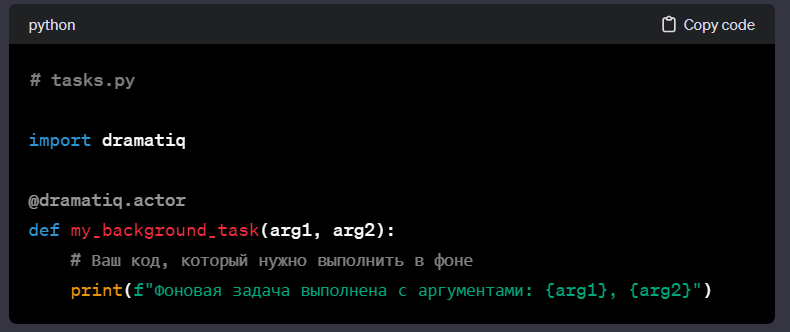 python
Copy code
# tasks.py
import dramatiq
@dramatiq.actor
def my_background_task(arg1, arg2):
# Ваш код, который нужно выполнить в фоне
print(f"Фоновая задача выполнена с аргументами: {arg1}, {arg2}")